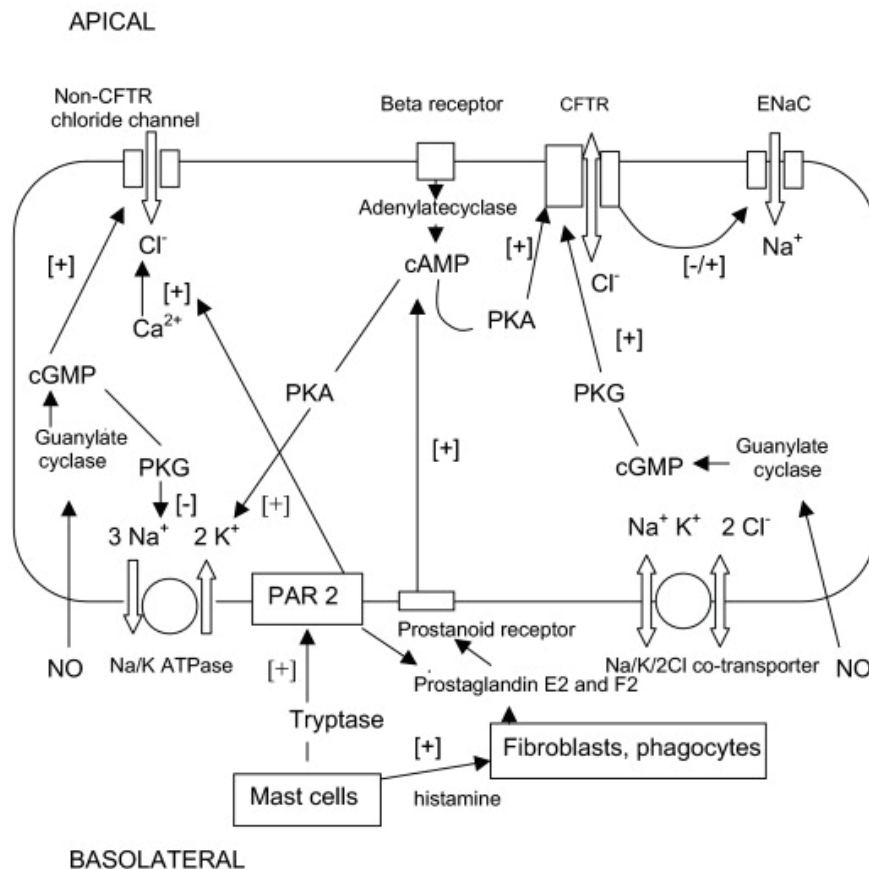 APICAL
Non-CFTR
chloride channel
Beta receptor
CFTR
ENaC
Adenylatecyclase
[+]
Cl⁻
[+]
cAMP
[+]
Cl⁻
[-/+]
Na⁺
Ca²⁺
PKA
[+]
cGMP
PKA
PKG
Guanylate
cyclase
PKG
[+]
cGMP
Guanylate
cyclase
[-]
[+]
3 Na⁺
2 K⁺
Na⁺ K⁺
2 Cl⁻
PAR 2
Prostanoid receptor
NO
Na/K ATPase
[+]
Na/K/2Cl co-transporter
NO
Prostaglandin E2 and F2
Tryptase
[+]
Fibroblasts, phagocytes
Mast cells
histamine
BASOLATERAL